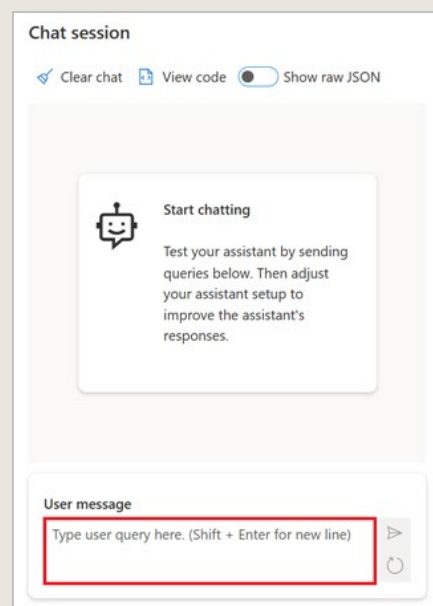 Chat session
Clear chat View code Show raw JSON
Start chatting
Test your assistant by sending
queries below. Then adjust
your assistant setup to
improve the assistant's
responses.
User message
Type user query here. (Shift + Enter for new line)